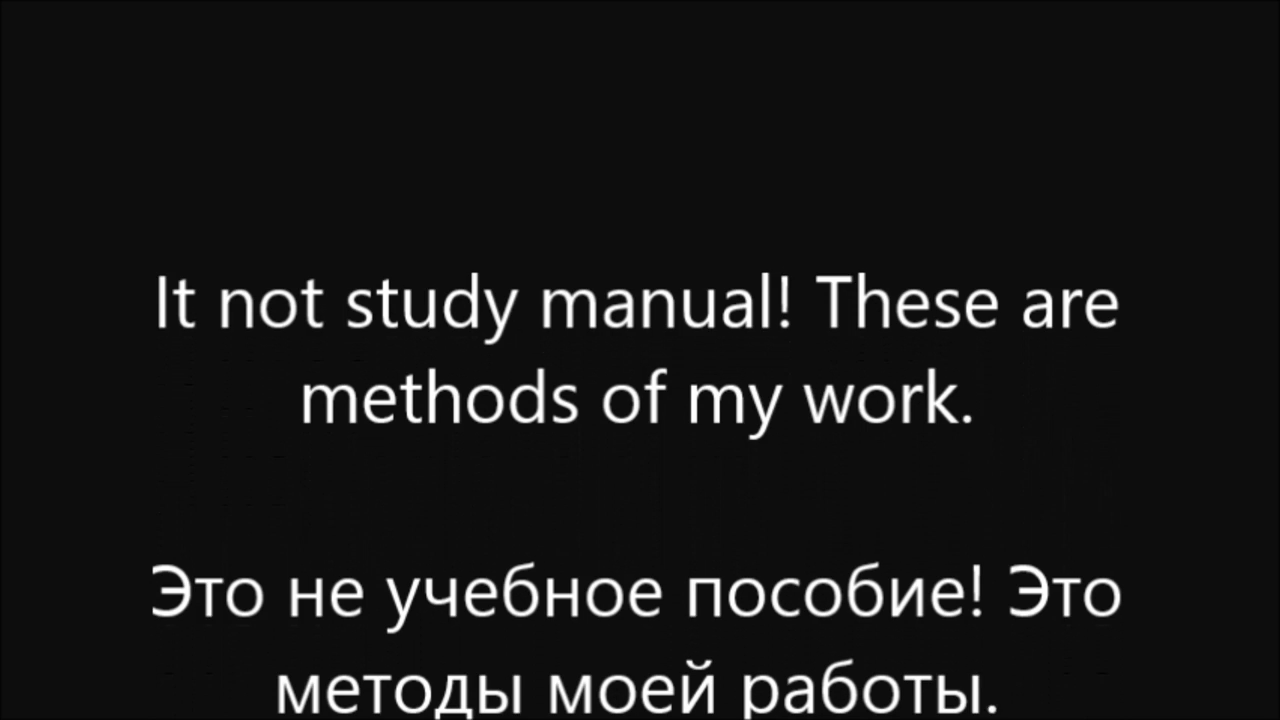 It not study manual! These are
methods of my work.
Это не учебное пособие! Это
методы моей работы.